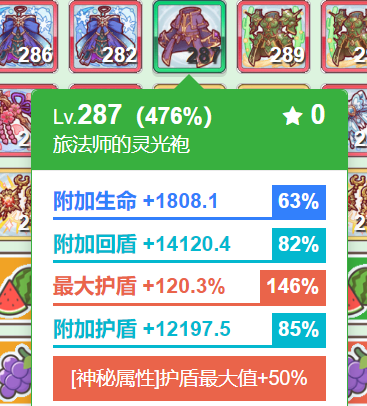 286
282
287
289
Lv.287（476%） ★ 0
旅法师的灵光袍
附加生命 +1808.1 63%
附加回盾 +14120.4 82%
最大护盾 +120.3% 146%
附加护盾 +12197.5 85%
[神秘属性]护盾最大值+50%